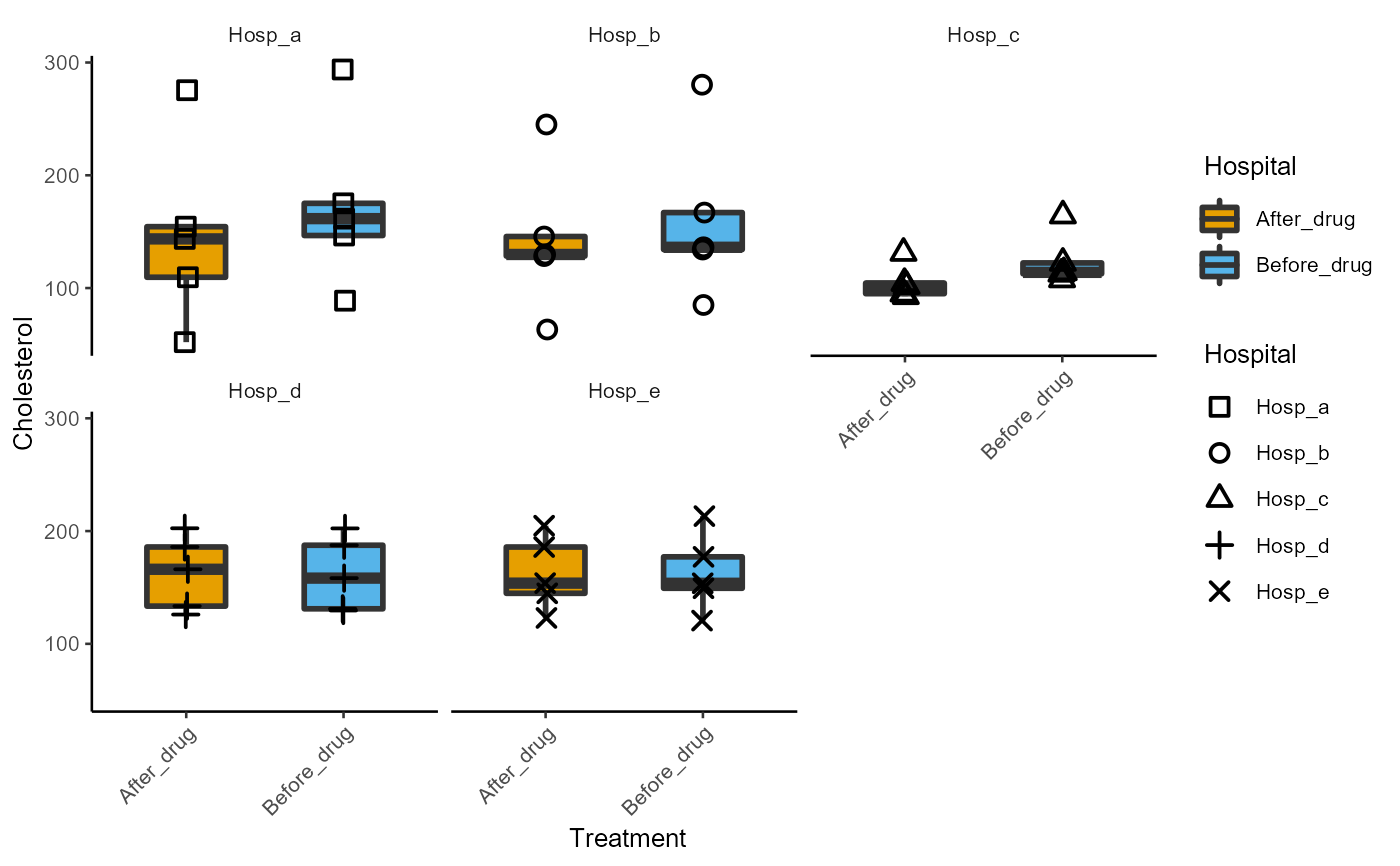 Hosp_a
Hosp_b
Hosp_c
300
200
100
After_drug
Before_drug
Hosp_d
Hosp_e
300
200
100
After_drug
Before_drug
After_drug
Before_drug
Cholesterol
Treatment
Hospital
After_drug
Before_drug
Hospital
Hosp_a
Hosp_b
Hosp_c
Hosp_d
Hosp_e